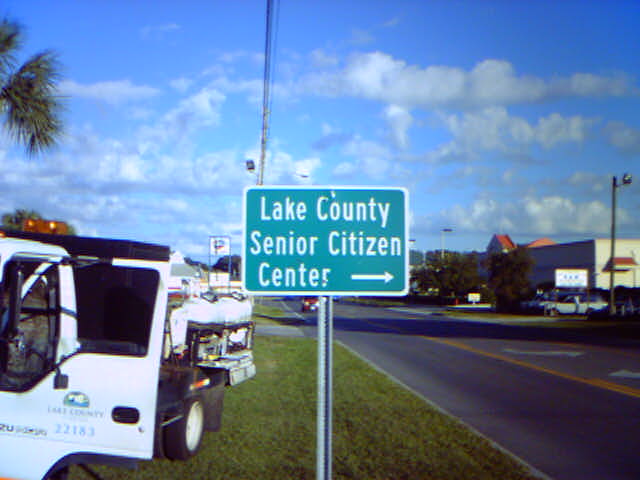 Lake County
Senior Citizen
Center
LAKE COUNTY
22183